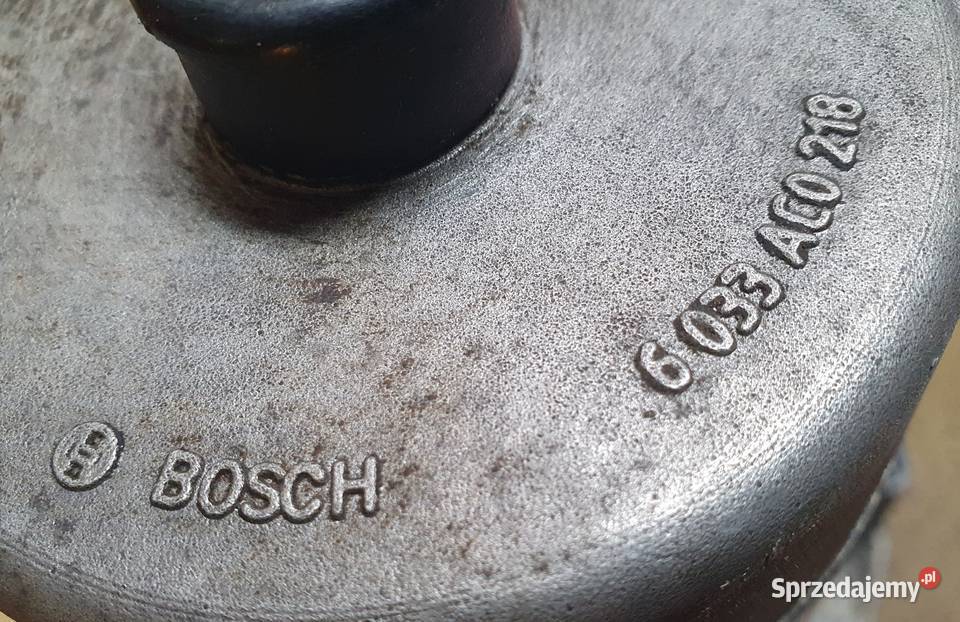 6 033 AC0 218
BOSCH
Sprzedajemy.pl